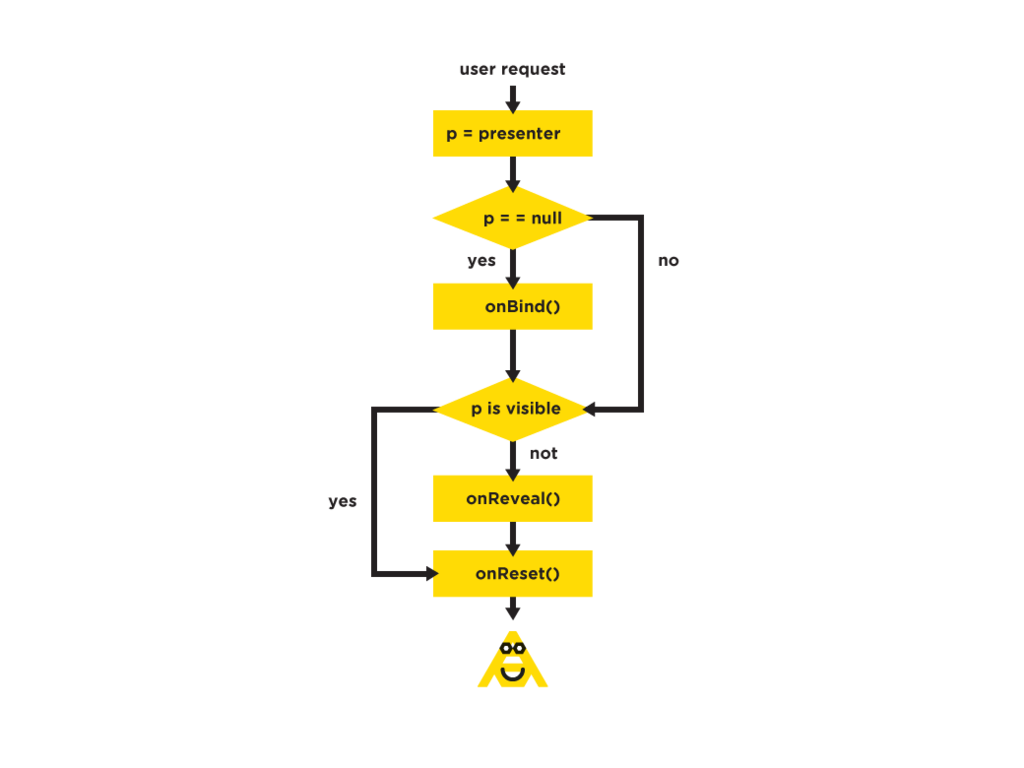 user request
p = presenter
p = = null
yes
no
onBind()
p is visible
not
yes
onReveal()
onReset()